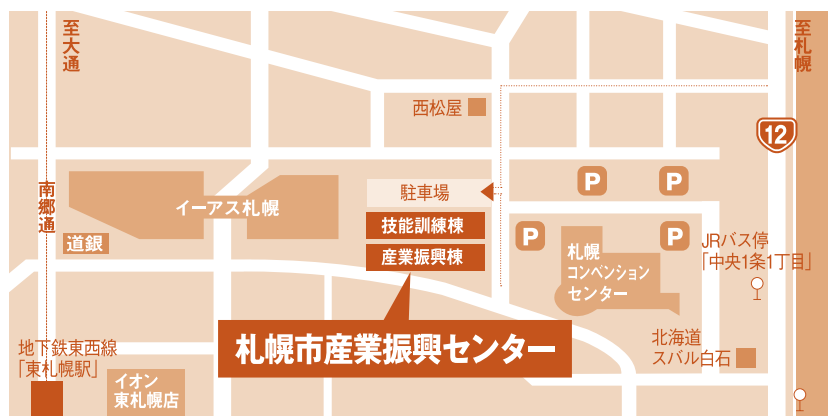 至大通
至札幌
西松屋
12
南郷通
イーアス札幌
駐車場
P
P
技能訓練棟
産業振興棟
P
P
道銀
札幌
コンベンション
センター
JRバス停
「中央1条1丁目」
札幌市産業振興センター
地下鉄東西線
「東札幌駅」
イオン
東札幌店
北海道
スバル白石